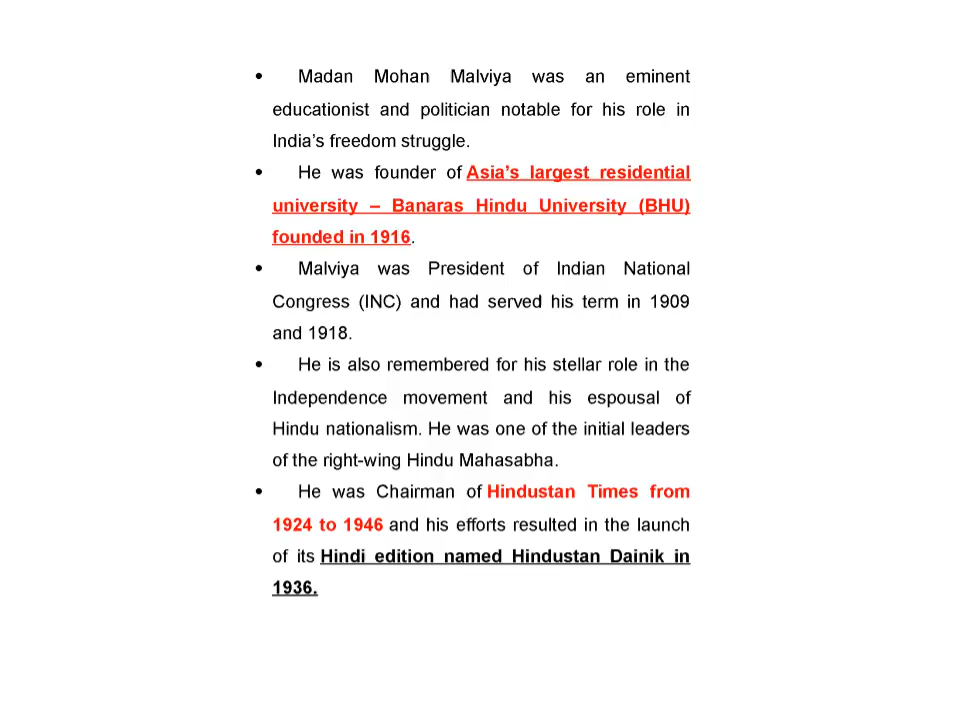 • Madan Mohan Malviya was an eminent
educationist and politician notable for his role in
India’s freedom struggle.
• He was founder of Asia’s largest residential
university – Banaras Hindu University (BHU)
founded in 1916.
• Malviya was President of Indian National
Congress (INC) and had served his term in 1909
and 1918.
• He is also remembered for his stellar role in the
Independence movement and his espousal of
Hindu nationalism. He was one of the initial leaders
of the right-wing Hindu Mahasabha.
• He was Chairman of Hindustan Times from
1924 to 1946 and his efforts resulted in the launch
of its Hindi edition named Hindustan Dainik in
1936.